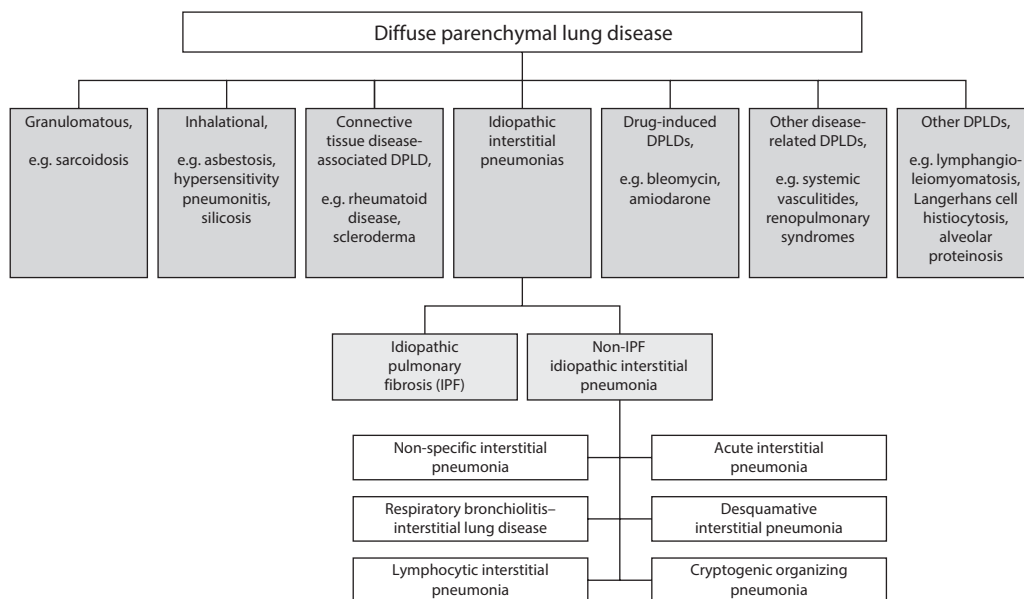 Diffuse parenchymal lung disease
Granulomatous,
e.g. sarcoidosis
Inhalational,
e.g. asbestosis,
hypersensitivity
pneumonitis,
silicosis
Connective
tissue disease-
associated DPLD,
e.g. rheumatoid
disease,
scleroderma
Idiopathic
interstitial
pneumonias
Drug-induced
DPLDs,
e.g. bleomycin,
amiodarone
Other disease-
related DPLDs,
e.g. systemic
vasculitides,
renopulmonary
syndromes
Other DPLDs,
e.g. lymphangio-
leiomyomatosis,
Langerhans cell
histiocytosis,
alveolar
proteinosis
Idiopathic
pulmonary
fibrosis (IPF)
Non-IPF
idiopathic interstitial
pneumonia
Non-specific interstitial
pneumonia
Acute interstitial
pneumonia
Respiratory bronchiolitis–
interstitial lung disease
Desquamative
interstitial pneumonia
Lymphocytic interstitial
pneumonia
Cryptogenic organizing
pneumonia